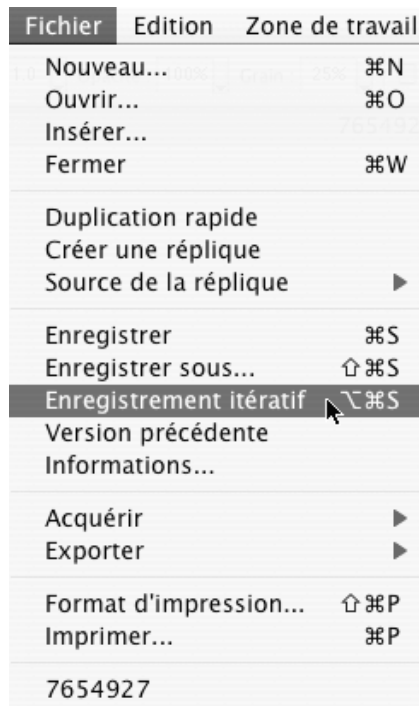 Fichier Edition Zone de travail
Nouveau... ⌘N
Ouvrir... ⌘O
Insérer...
Fermer ⌘W
Duplication rapide
Créer une réplique
Source de la réplique ▶
Enregistrer ⌘S
Enregistrer sous... ⇧⌘S
Enregistrement itératif ⌥⌘S
Version précédente
Informations...
Acquérir ▶
Exporter ▶
Format d'impression... ⇧⌘P
Imprimer... ⌘P
7654927